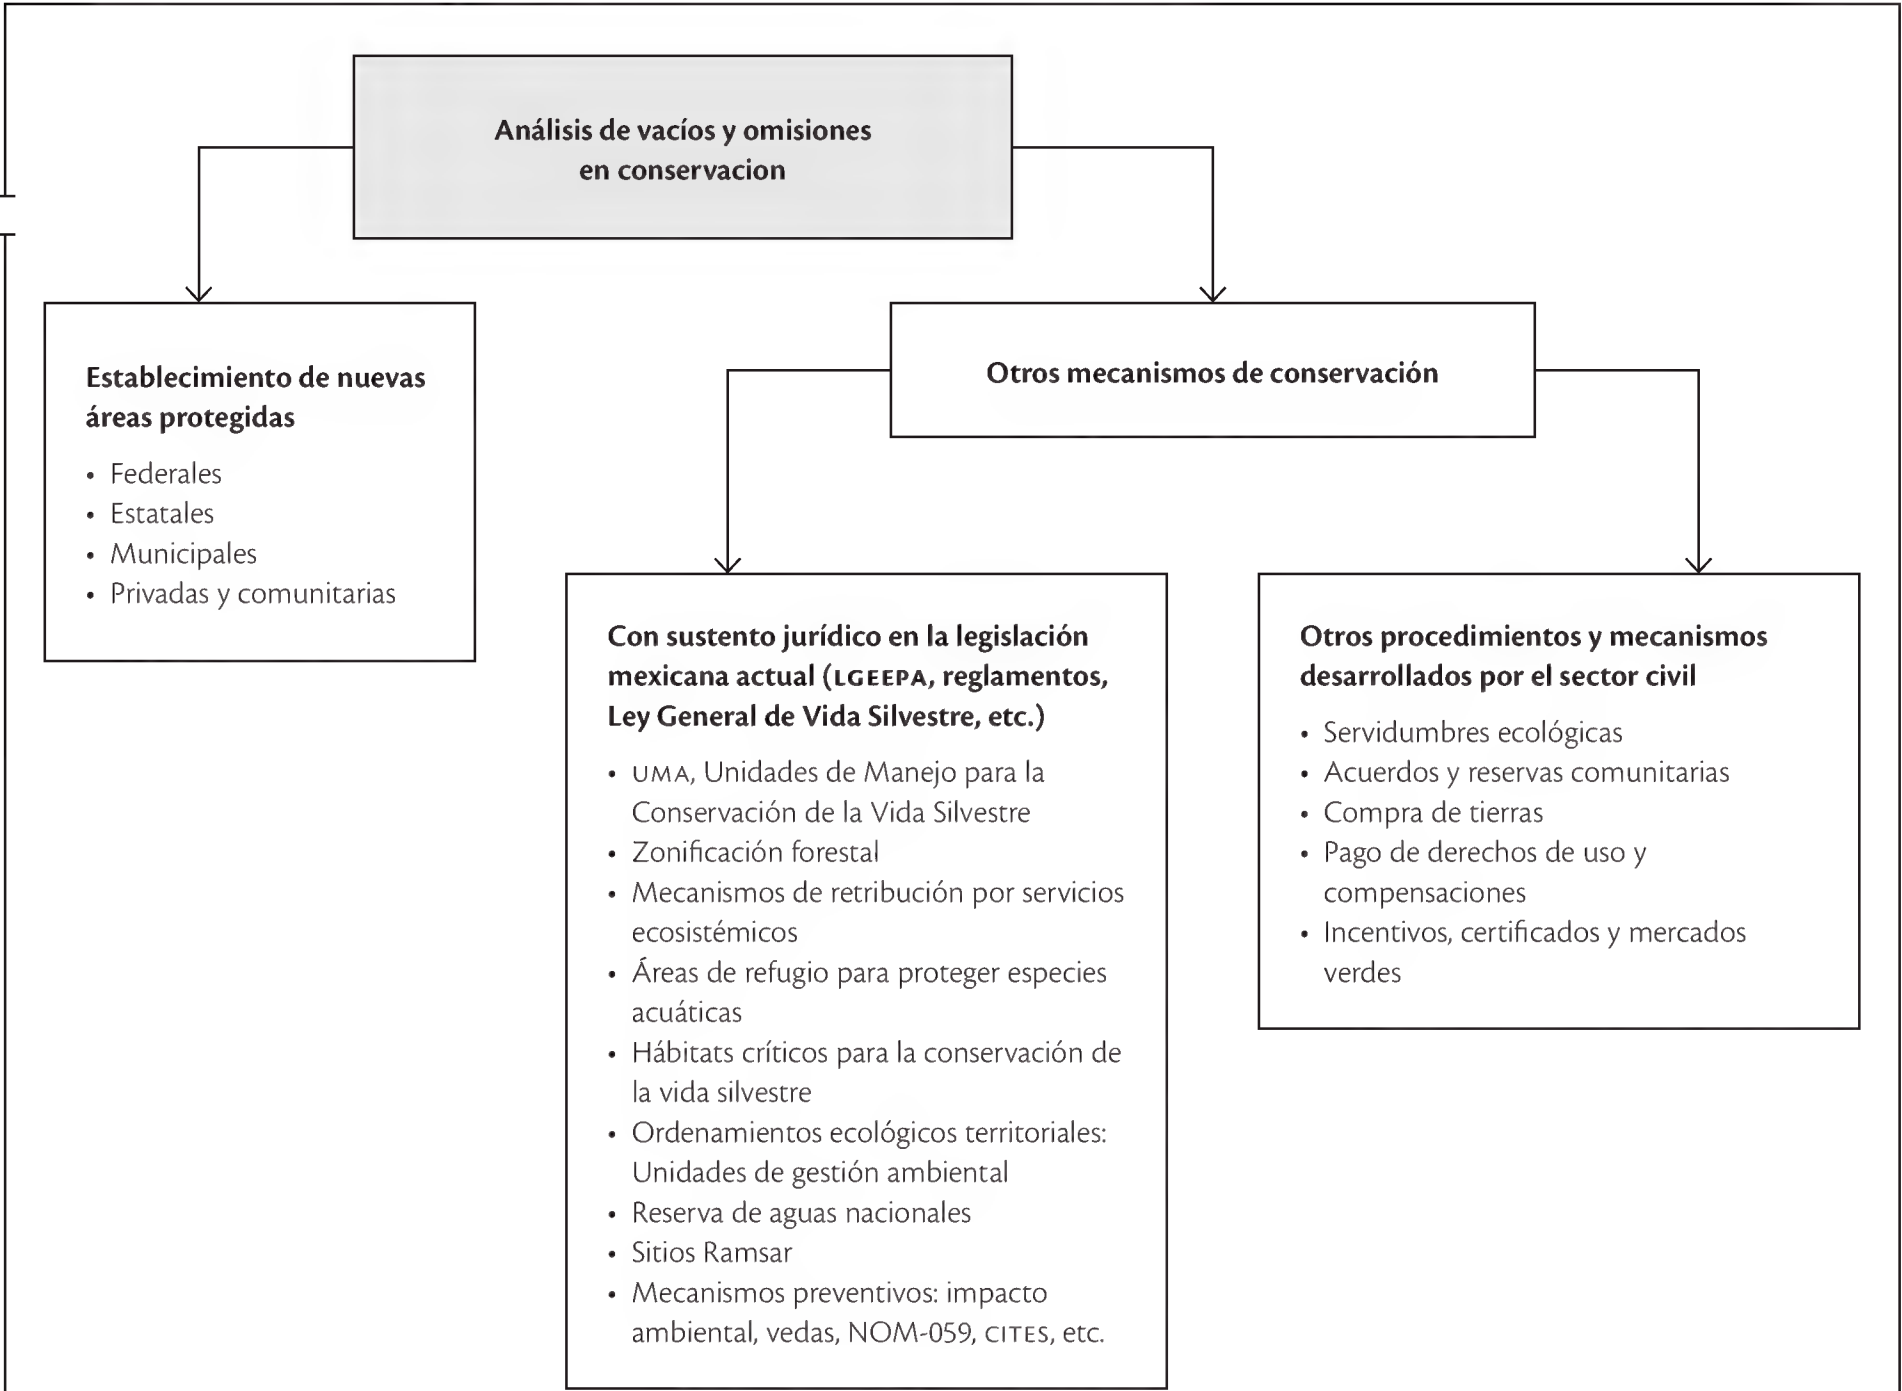 Análisis de vacíos y omisiones
en conservacion
Establecimiento de nuevas
áreas protegidas
• Federales
• Estatales
• Municipales
• Privadas y comunitarias
Otros mecanismos de conservación
Con sustento jurídico en la legislación
mexicana actual (LGEEPA, reglamentos,
Ley General de Vida Silvestre, etc.)
• UMA, Unidades de Manejo para la
Conservación de la Vida Silvestre
• Zonificación forestal
• Mecanismos de retribución por servicios
ecosistémicos
• Áreas de refugio para proteger especies
acuáticas
• Hábitats críticos para la conservación de
la vida silvestre
• Ordenamientos ecológicos territoriales:
Unidades de gestión ambiental
• Reserva de aguas nacionales
• Sitios Ramsar
• Mecanismos preventivos: impacto
ambiental, vedas, NOM-059, CITES, etc.
Otros procedimientos y mecanismos
desarrollados por el sector civil
• Servidumbres ecológicas
• Acuerdos y reservas comunitarias
• Compra de tierras
• Pago de derechos de uso y
compensaciones
• Incentivos, certificados y mercados
verdes